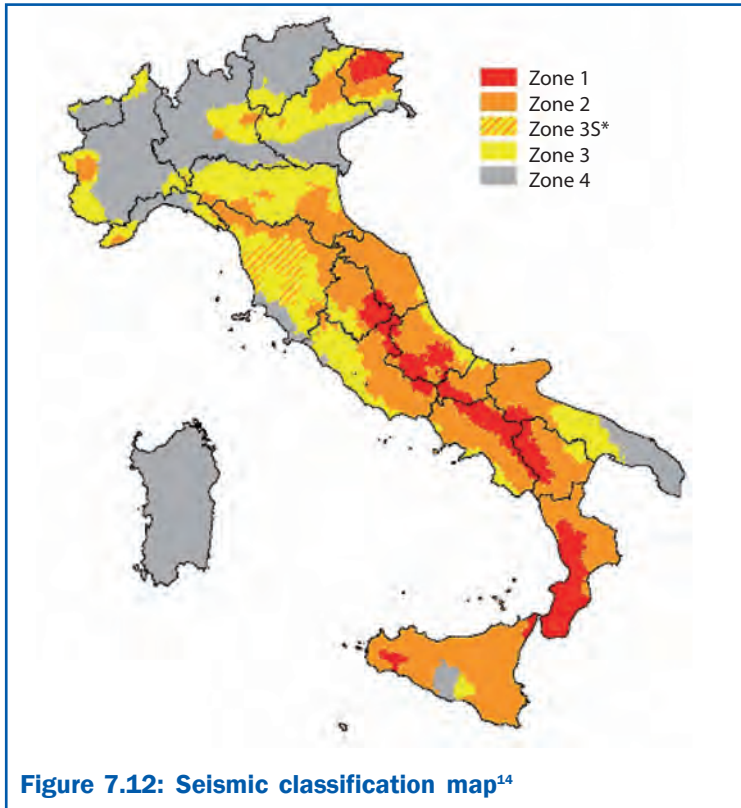 Zone 1
Zone 2
Zone 3S*
Zone 3
Zone 4
Figure 7.12: Seismic classification map¹⁴